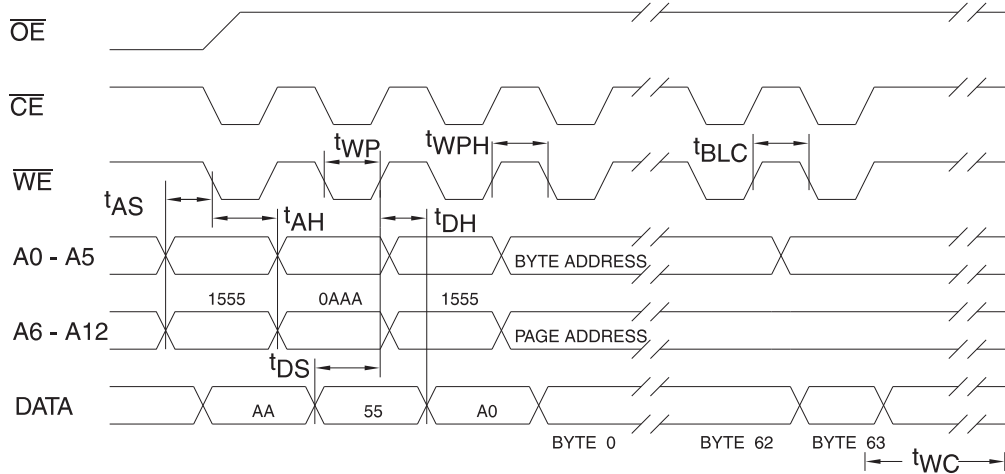 OE
CE
tWP
tWPH
tBLC
WE
tAS
tAH
tDH
A0 - A5
BYTE ADDRESS
1555
0AAA
1555
A6 - A12
PAGE ADDRESS
tDS
DATA
AA
55
A0
BYTE 0
BYTE 62
BYTE 63
tWC